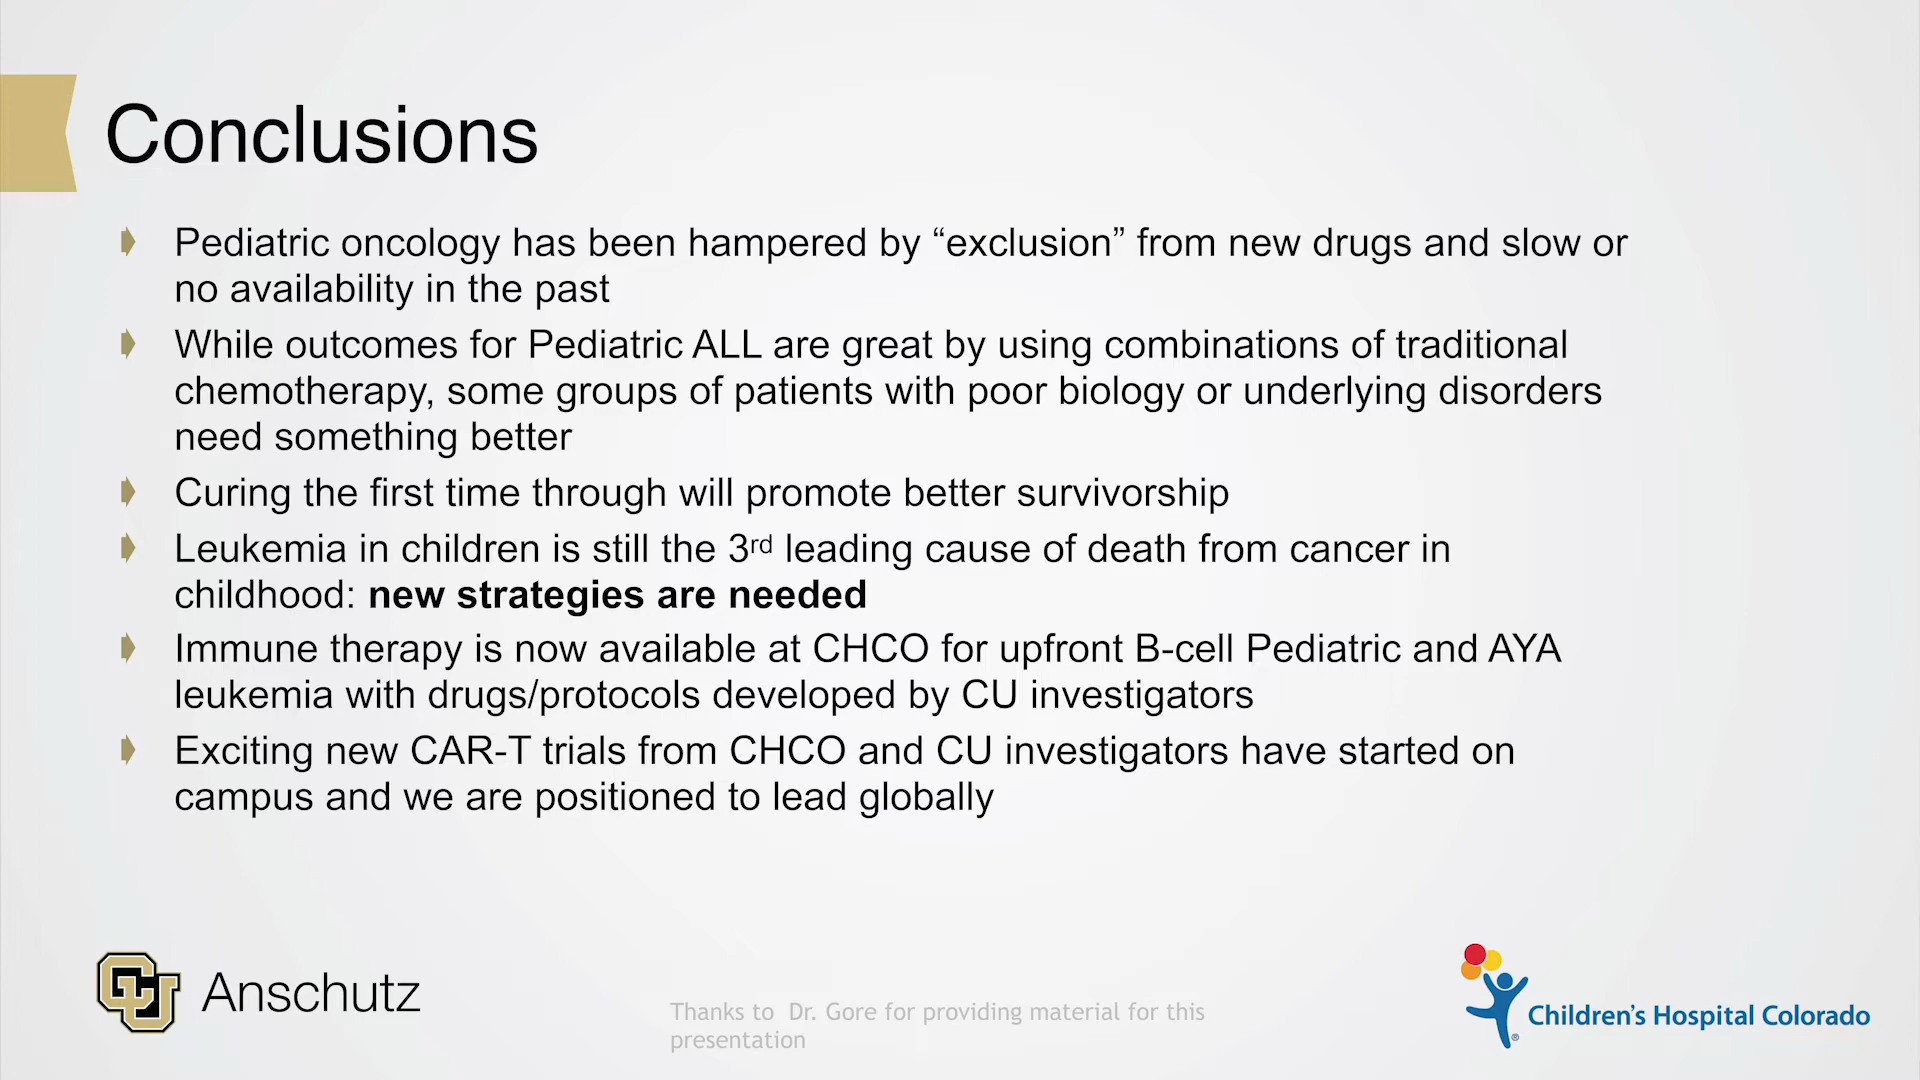 Conclusions
Pediatric oncology has been hampered by “exclusion” from new drugs and slow or
no availability in the past
While outcomes for Pediatric ALL are great by using combinations of traditional
chemotherapy, some groups of patients with poor biology or underlying disorders
need something better
Curing the first time through will promote better survivorship
Leukemia in children is still the 3rd leading cause of death from cancer in
childhood: new strategies are needed
Immune therapy is now available at CHCO for upfront B-cell Pediatric and AYA
leukemia with drugs/protocols developed by CU investigators
Exciting new CAR-T trials from CHCO and CU investigators have started on
campus and we are positioned to lead globally
CU Anschutz
Thanks to Dr. Gore for providing material for this
presentation
Children's Hospital Colorado
®